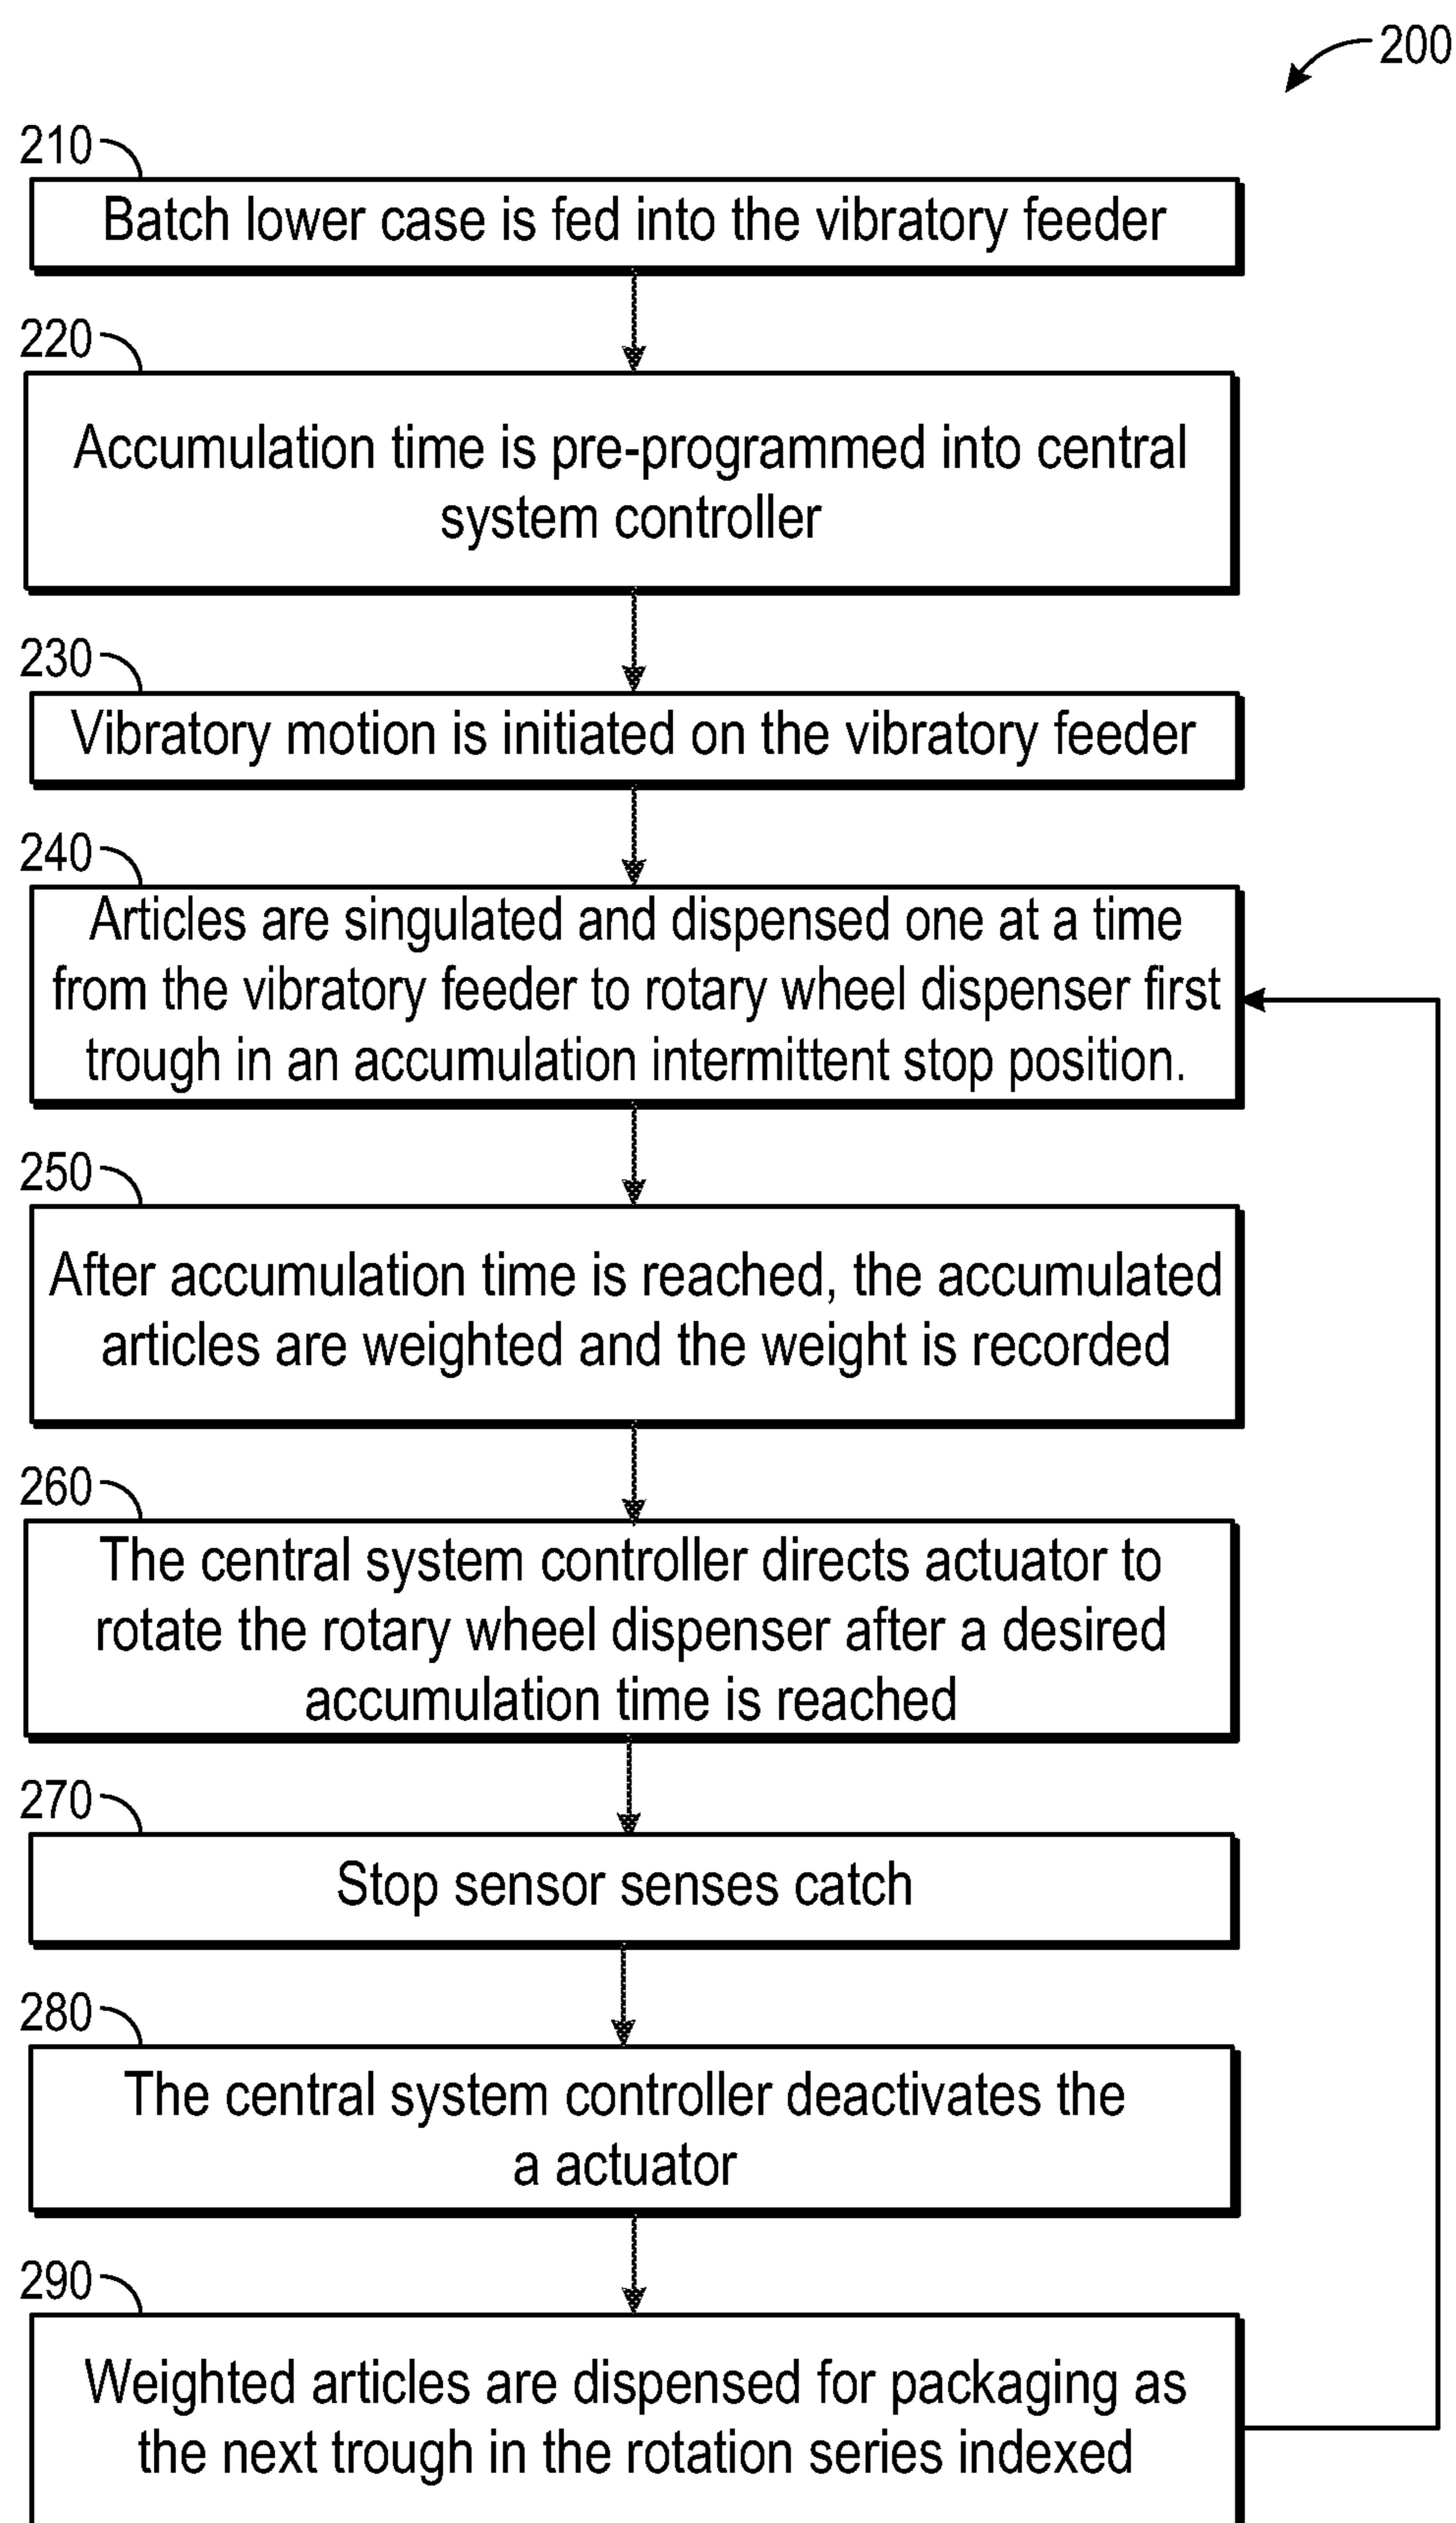 200
210
Batch lower case is fed into the vibratory feeder
220
Accumulation time is pre-programmed into central
system controller
230
Vibratory motion is initiated on the vibratory feeder
240
Articles are singulated and dispensed one at a time
from the vibratory feeder to rotary wheel dispenser first
trough in an accumulation intermittent stop position.
250
After accumulation time is reached, the accumulated
articles are weighted and the weight is recorded
260
The central system controller directs actuator to
rotate the rotary wheel dispenser after a desired
accumulation time is reached
270
Stop sensor senses catch
280
The central system controller deactivates the
a actuator
290
Weighted articles are dispensed for packaging as
the next trough in the rotation series indexed